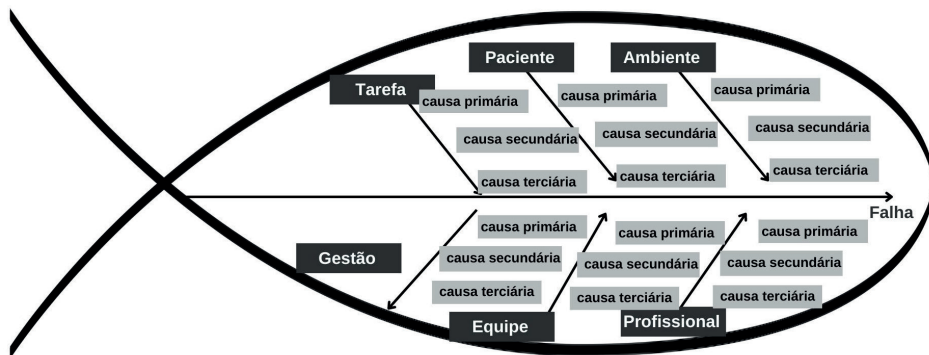 Paciente
Ambiente
Tarefa
causa primária
causa primária
causa primária
causa secundária
causa secundária
causa secundária
causa terciária
causa terciária
causa terciária
Falha
causa primária
causa primária
causa primária
Gestão
causa secundária
causa secundária
causa secundária
causa terciária
causa terciária
causa terciária
Equipe
Profissional